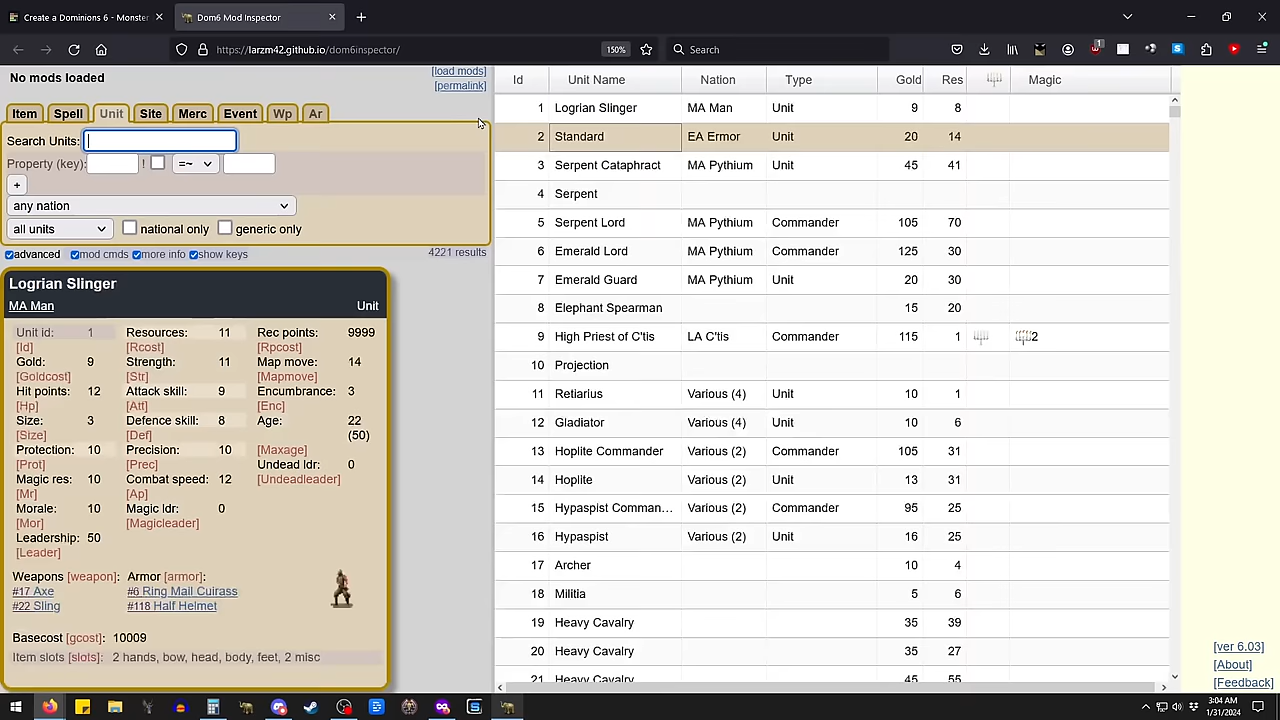 Create a Dominions 6 - Monster
Dom6 Mod Inspector
https://larzm42.github.io/dom6inspector/
150%
Search
No mods loaded
[load mods]
[permalink]
Item Spell Unit Site Merc Event Wp Ar
Search Units:
Property (key): ! =~
+
any nation
all units national only generic only
advanced mod cmds more info show keys 4221 results
Logrian Slinger
MA Man Unit
Unit id: 1 Resources: 11 Rec points: 9999
[Id] [Rcost] [Rpcost]
Gold: 9 Strength: 11 Map move: 14
[Goldcost] [Str] [Mapmove]
Hit points: 12 Attack skill: 9 Encumbrance: 3
[Hp] [Att] [Enc]
Size: 3 Defence skill: 8 Age: 22
[Size] [Def] (50)
Protection: 10 Precision: 10 [Maxage]
[Prot] [Prec] Undead ldr: 0
Magic res: 10 Combat speed: 12 [Undeadleader]
[Mr] [Ap]
Morale: 10 Magic ldr: 0
[Mor] [Magicleader]
Leadership: 50
[Leader]
Weapons [weapon]: Armor [armor]:
#17 Axe #6 Ring Mail Cuirass
#22 Sling #118 Half Helmet
Basecost [gcost]: 10009
Item slots [slots]: 2 hands, bow, head, body, feet, 2 misc
Id Unit Name Nation Type Gold Res Magic
1 Logrian Slinger MA Man Unit 9 8
2 Standard EA Ermor Unit 20 14
3 Serpent Cataphract MA Pythium Unit 45 41
4 Serpent
5 Serpent Lord MA Pythium Commander 105 70
6 Emerald Lord MA Pythium Commander 125 30
7 Emerald Guard MA Pythium Unit 20 30
8 Elephant Spearman 15 20
9 High Priest of C'tis LA C'tis Commander 115 1 2
10 Projection
11 Retiarius Various (4) Unit 10 1
12 Gladiator Various (4) Unit 10 6
13 Hoplite Commander Various (2) Commander 105 31
14 Hoplite Various (2) Unit 13 31
15 Hypaspist Comman... Various (2) Commander 95 25
16 Hypaspist Various (2) Unit 16 25
17 Archer 10 4
18 Militia 5 6
19 Heavy Cavalry 35 39
20 Heavy Cavalry 35 27
21 Heavy Cavalry 45 55
[ver 6.03]
[About]
[Feedback]
3:04 AM
1/31/2024